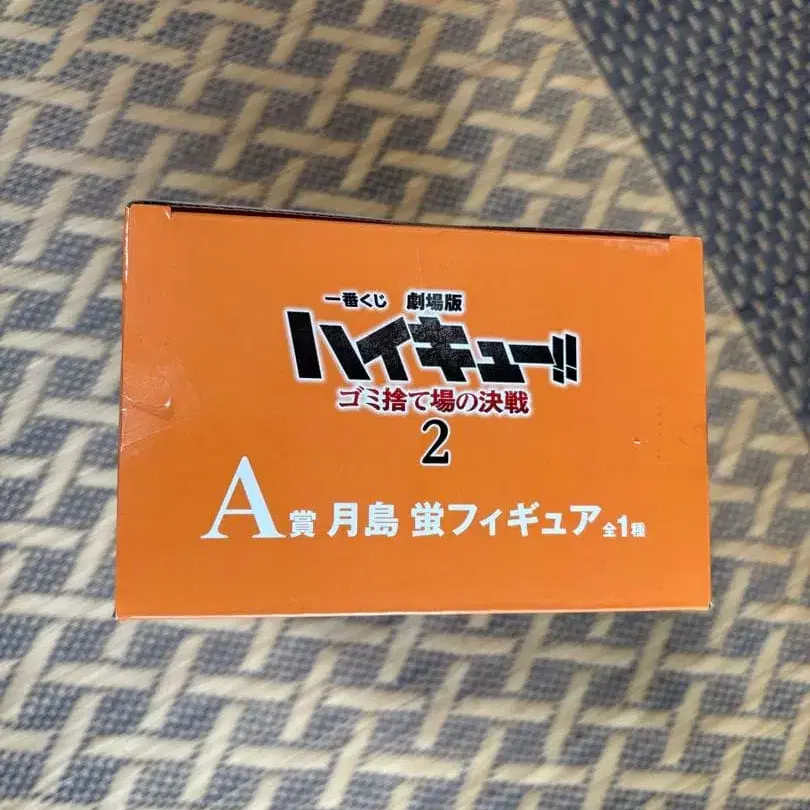 一番くじ 劇場版
ハイキュー!!
ゴミ捨て場の決戦
2
A賞 月島 蛍フィギュア 全1種